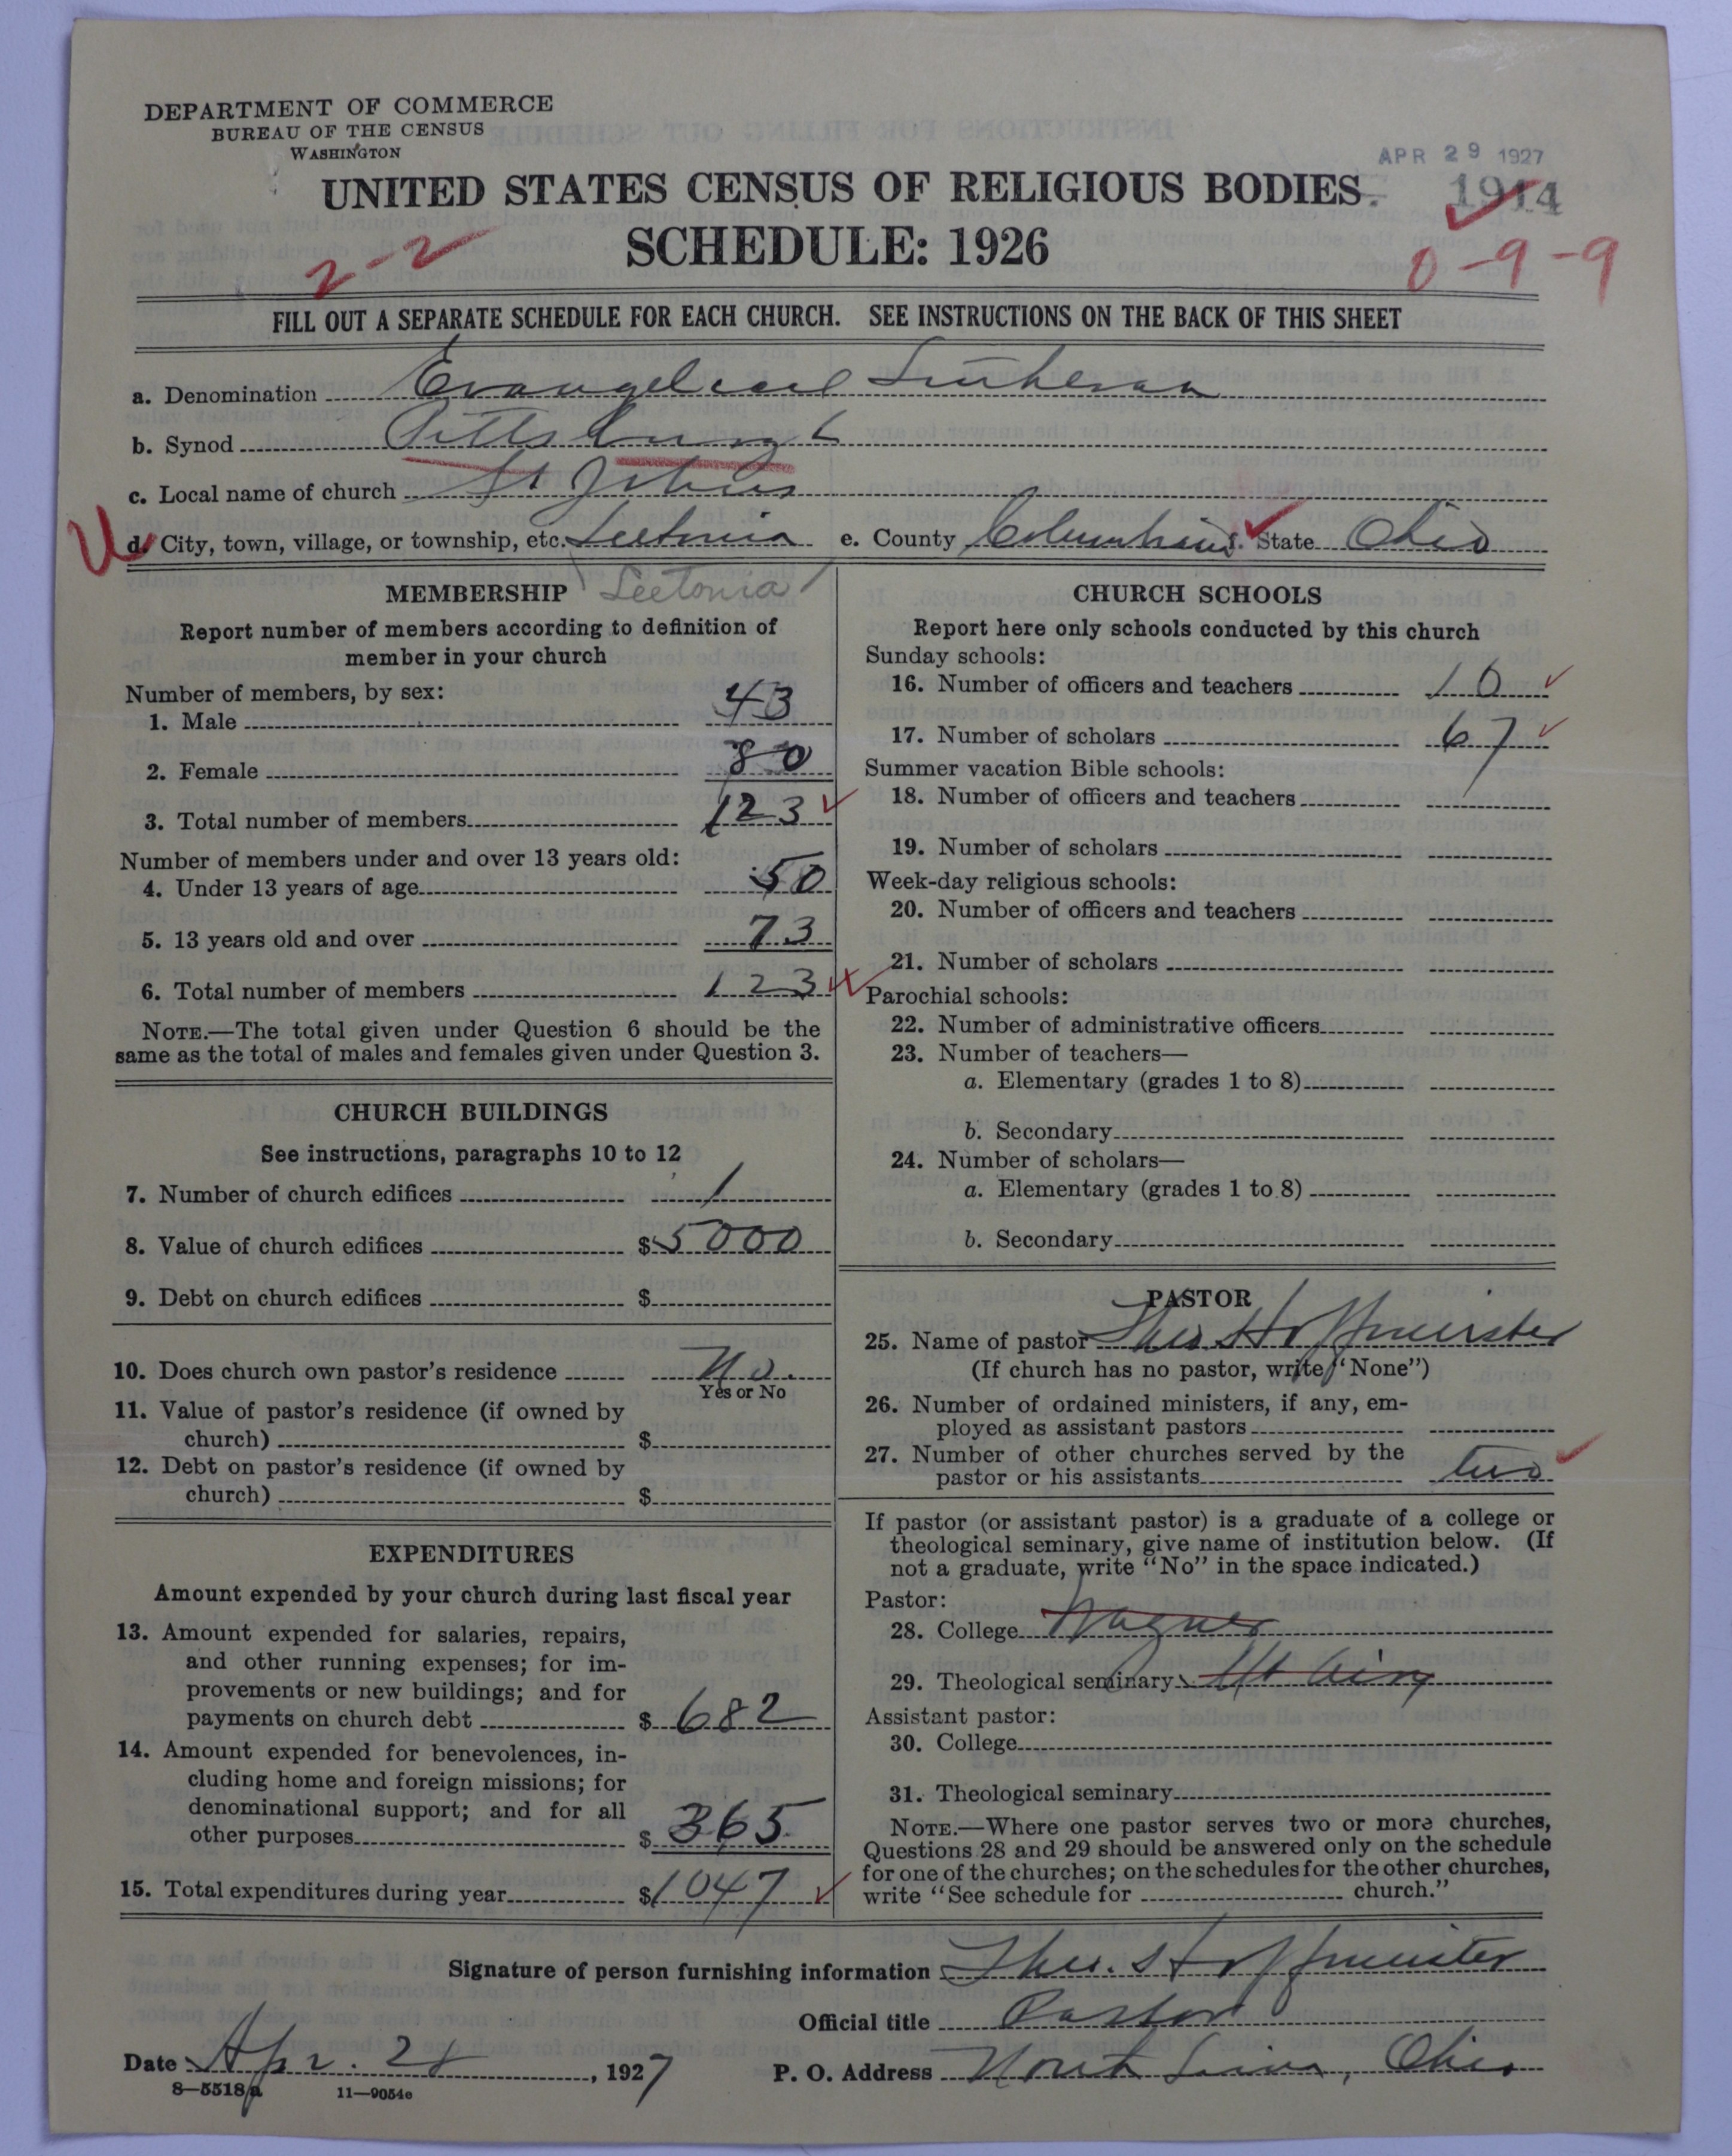 DEPARTMENT OF COMMERCE
BUREAU OF THE CENSUS
WASHINGTON
APR 29 1927
UNITED STATES CENSUS OF RELIGIOUS BODIES
1914
SCHEDULE: 1926
2-2
0-9-9
FILL OUT A SEPARATE SCHEDULE FOR EACH CHURCH. SEE INSTRUCTIONS ON THE BACK OF THIS SHEET
a. Denomination Evangelical Lutheran
b. Synod Pittsburgh
c. Local name of church St Johns
d. City, town, village, or township, etc. Leetonia e. County Columbiana f. State Ohio
Leetonia
MEMBERSHIP
Report number of members according to definition of
member in your church
Number of members, by sex:
1. Male 43
2. Female 80
3. Total number of members 123
Number of members under and over 13 years old:
4. Under 13 years of age 50
5. 13 years old and over 73
6. Total number of members 123
NOTE.—The total given under Question 6 should be the
same as the total of males and females given under Question 3.
CHURCH BUILDINGS
See instructions, paragraphs 10 to 12
7. Number of church edifices 1
8. Value of church edifices $5000
9. Debt on church edifices $
10. Does church own pastor's residence No.
Yes or No
11. Value of pastor's residence (if owned by
church) $
12. Debt on pastor's residence (if owned by
church) $
EXPENDITURES
Amount expended by your church during last fiscal year
13. Amount expended for salaries, repairs,
and other running expenses; for im-
provements or new buildings; and for
payments on church debt $ 682
14. Amount expended for benevolences, in-
cluding home and foreign missions; for
denominational support; and for all
other purposes $ 365
15. Total expenditures during year $1047
CHURCH SCHOOLS
Report here only schools conducted by this church
Sunday schools:
16. Number of officers and teachers 10
17. Number of scholars 67
Summer vacation Bible schools:
18. Number of officers and teachers
19. Number of scholars
Week-day religious schools:
20. Number of officers and teachers
21. Number of scholars
Parochial schools:
22. Number of administrative officers
23. Number of teachers—
a. Elementary (grades 1 to 8)
b. Secondary
24. Number of scholars—
a. Elementary (grades 1 to 8)
b. Secondary
PASTOR
25. Name of pastor Theo S Hoffmeister
(If church has no pastor, write "None")
26. Number of ordained ministers, if any, em-
ployed as assistant pastors
27. Number of other churches served by the
pastor or his assistants two
If pastor (or assistant pastor) is a graduate of a college or
theological seminary, give name of institution below. (If
not a graduate, write "No" in the space indicated.)
Pastor:
28. College Wagner
29. Theological seminary Mt Airy
Assistant pastor:
30. College
31. Theological seminary
NOTE.—Where one pastor serves two or more churches,
Questions 28 and 29 should be answered only on the schedule
for one of the churches; on the schedules for the other churches,
write "See schedule for church."
Signature of person furnishing information Theo. S Hoffmeister
Official title Pastor
Date Apr. 28, 1927 P. O. Address North Lima, Ohio
8—5518a 11—9054e